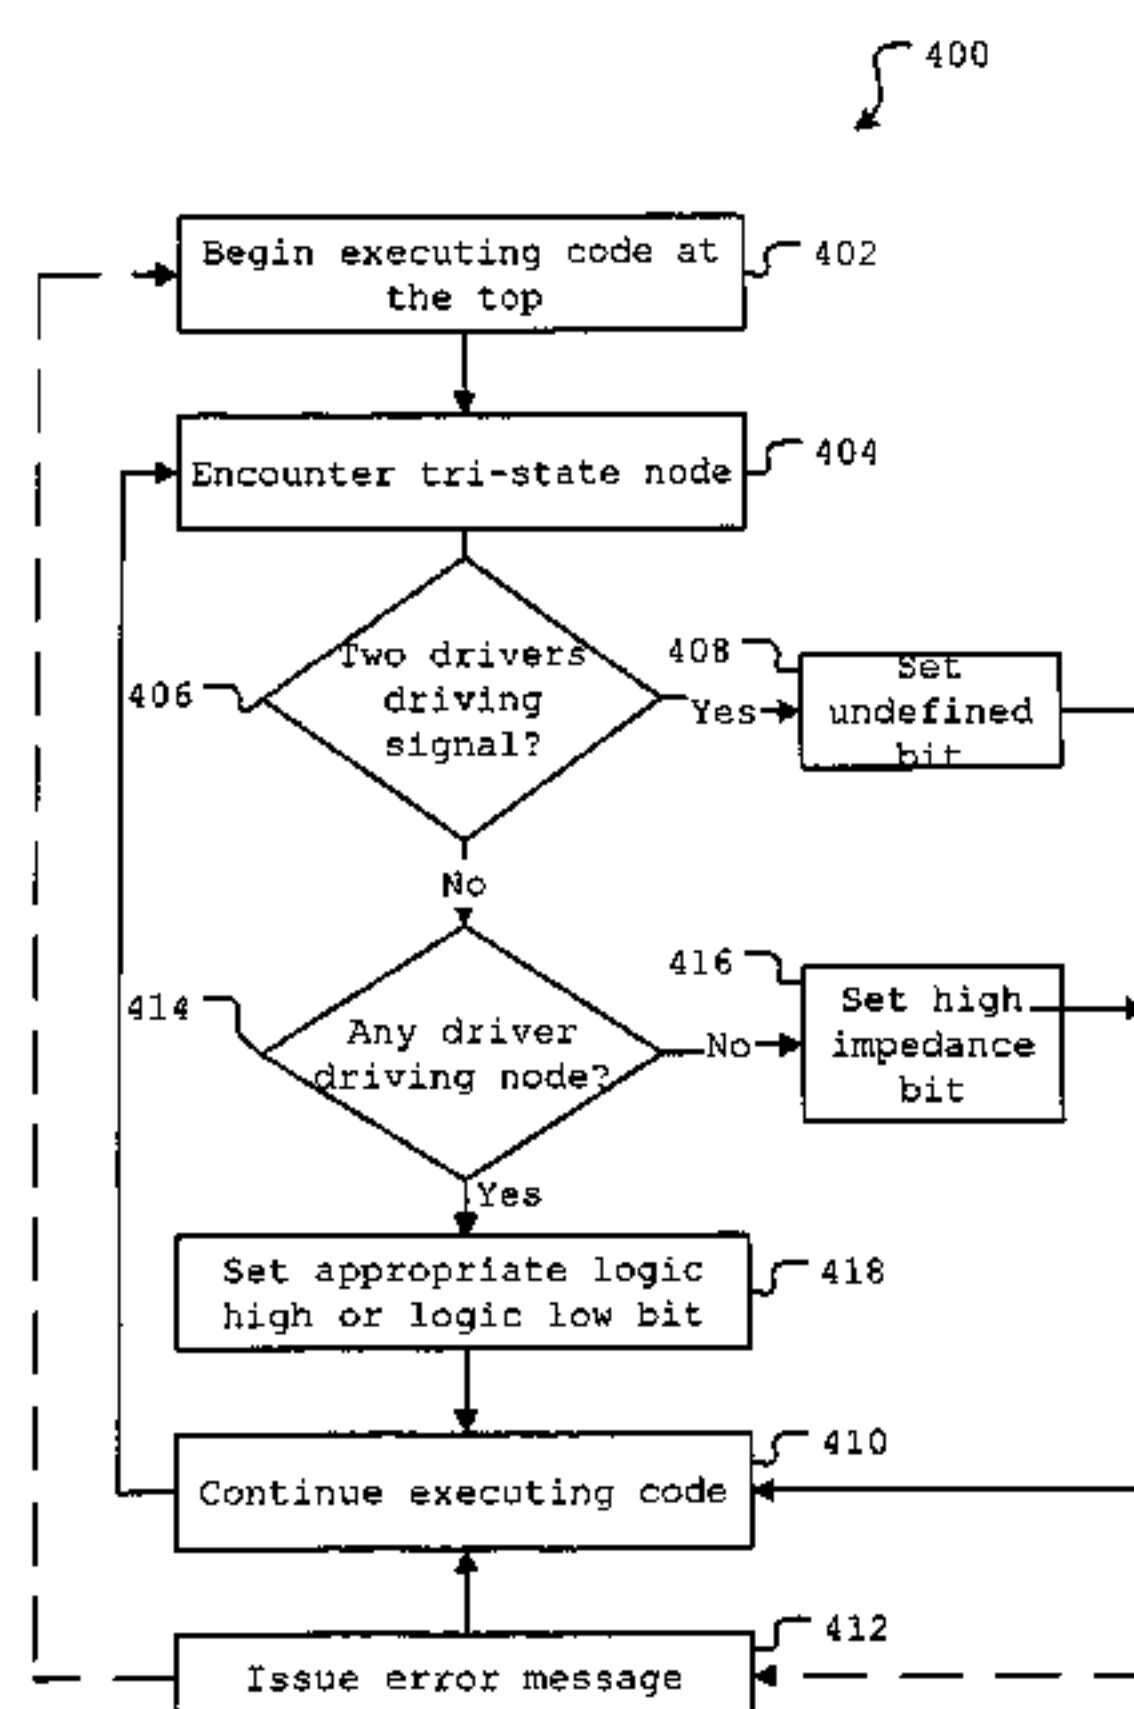 400
Begin executing code at
the top
402
Encounter tri-state node
404
Two drivers
driving
signal?
406
Yes
408
Set
undefined
bit
No
414
Any driver
driving node?
No
416
Set high
impedance
bit
Yes
Set appropriate logic
high or logic low bit
418
Continue executing code
410
Issue error message
412